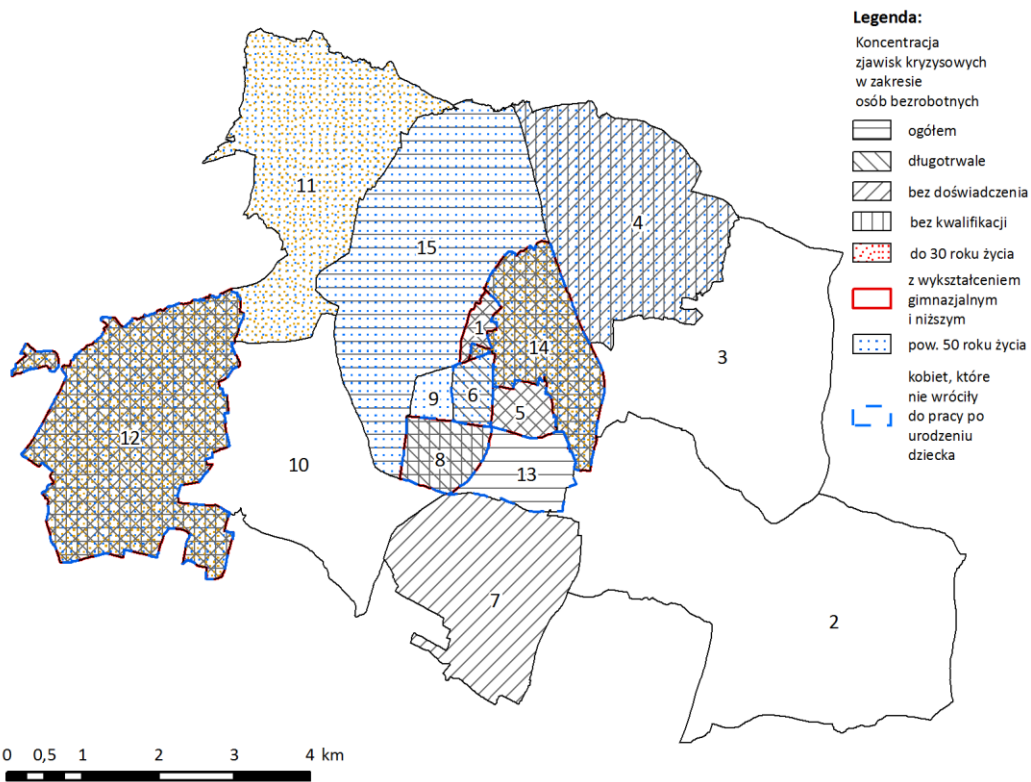 Legenda:
Koncentracja
zjawisk kryzysowych
w zakresie
osób bezrobotnych
ogółem
długotrwale
bez doświadczenia
bez kwalifikacji
do 30 roku życia
z wykształceniem
gimnazjalnym
i niższym
pow. 50 roku życia
kobiet, które
nie wróciły
do pracy po
urodzeniu
dziecka
11
4
15
1
14
3
9
6
5
12
10
8
13
7
2
0 0,5 1 2 3 4 km